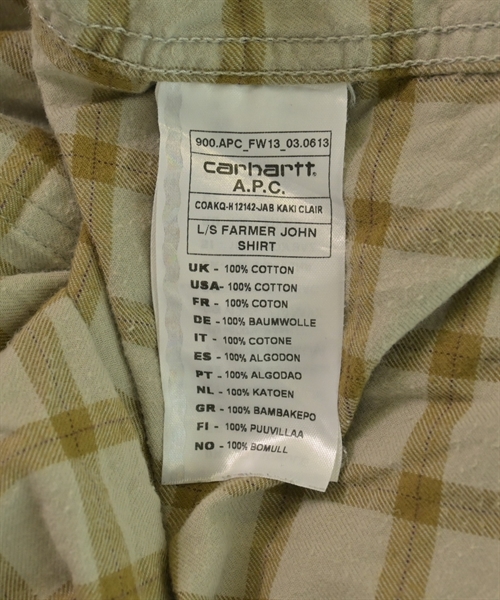 900.APC_FW13_03.0613
carhartt.
A.P.C.
COAKQ-H12142-JAB KAKI CLAIR
L/S FARMER JOHN
SHIRT
UK - 100% COTTON
USA- 100% COTTON
FR - 100% COTON
DE - 100% BAUMWOLLE
IT - 100% COTONE
ES - 100% ALGODON
PT - 100% ALGODAO
NL - 100% KATOEN
GR - 100% BAMBAKEPO
FI - 100% PUUVILLAA
NO - 100% BOMULL